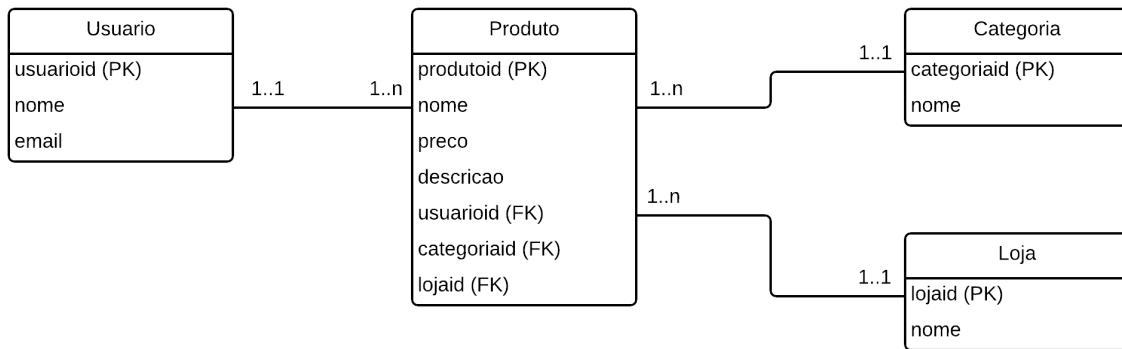 Usuario
usuarioid (PK)
nome
email
1..1
1..n
Produto
produtoid (PK)
nome
preco
descricao
usuarioid (FK)
categoriaid (FK)
lojaid (FK)
1..n
1..1
1..n
1..1
Categoria
categoriaid (PK)
nome
Loja
lojaid (PK)
nome